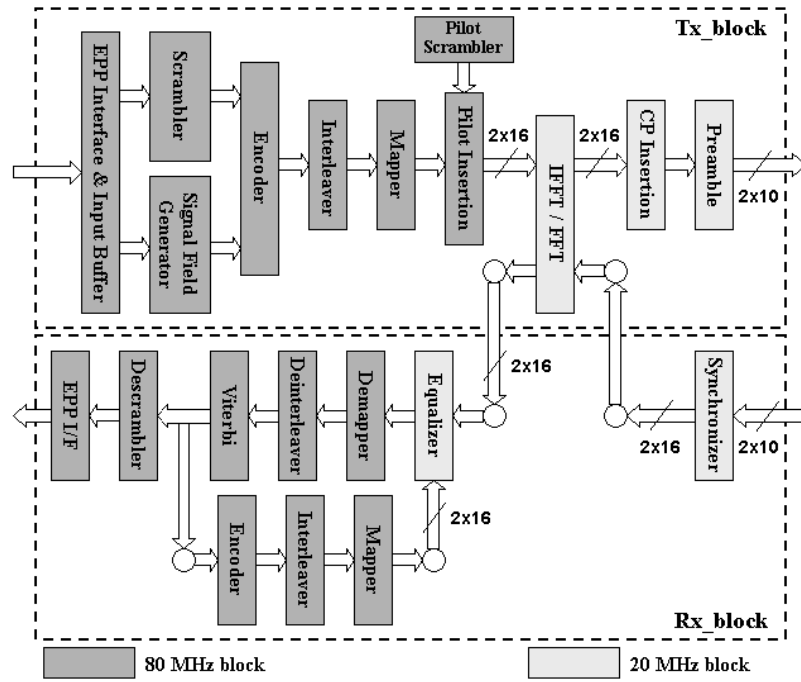 Tx_block
Pilot
Scrambler
EPP Interface & Input
Buffer
Scrambler
Signal Field
Generator
Encoder
Interleaver
Mapper
Pilot Insertion
2x16
IFFT / FFT
2x16
CP Insertion
Preamble
2x10
EPP I/F
Descrambler
Viterbi
Deinterleaver
Demapper
Equalizer
2x16
2x16
Synchronizer
2x10
Encoder
Interleaver
Mapper
2x16
Rx_block
80 MHz block
20 MHz block